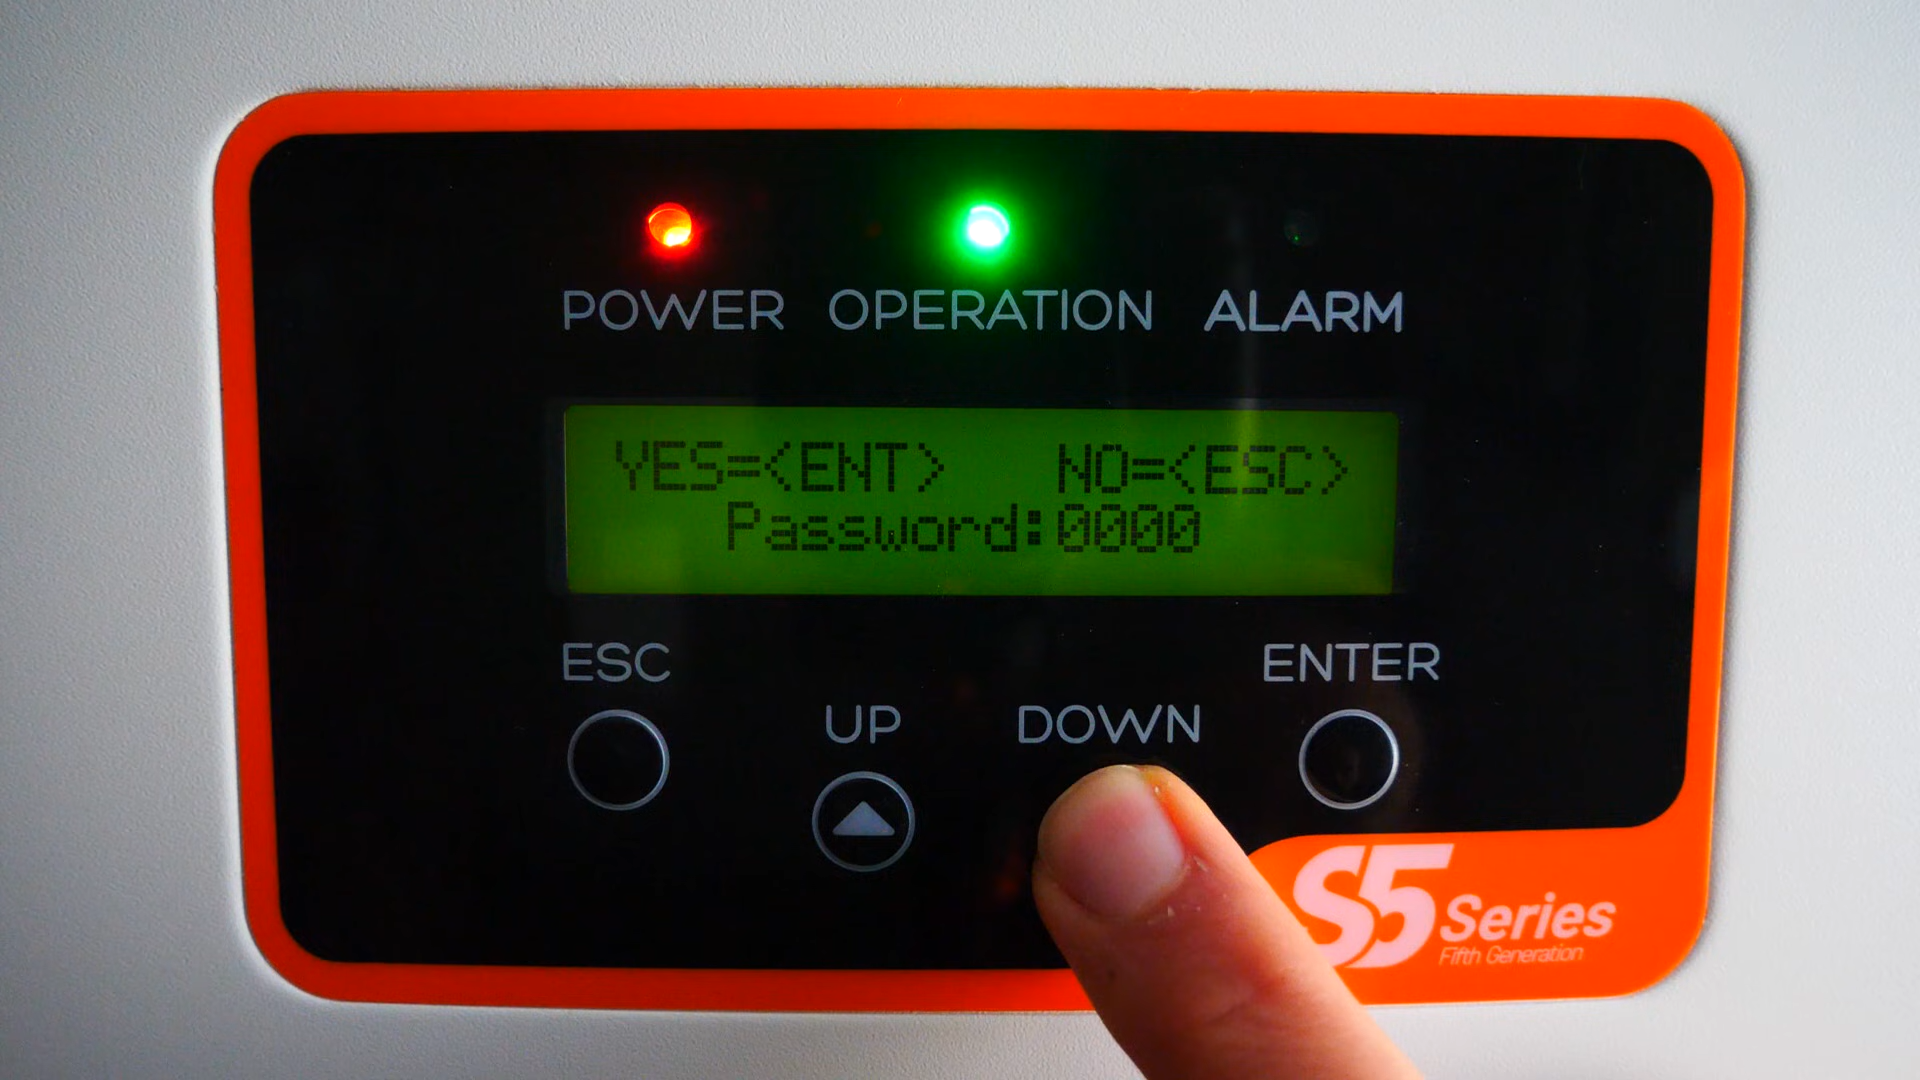 POWER OPERATION ALARM
YES=<ENT> NO=<ESC>
Password:0000
ESC ENTER
UP DOWN
S5 Series
Fifth Generation